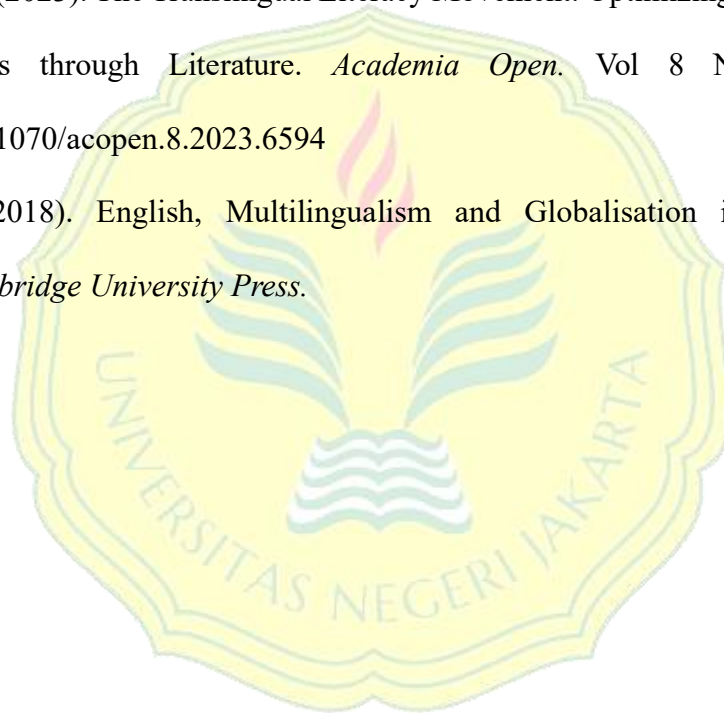 (2023). The Translingual Literacy Movement: Optimizing
s through Literature. Academia Open. Vol 8 N
1070/acopen.8.2023.6594
2018). English, Multilingualism and Globalisation i
bridge University Press.
UNIVERSITAS NEGERI JAKARTA